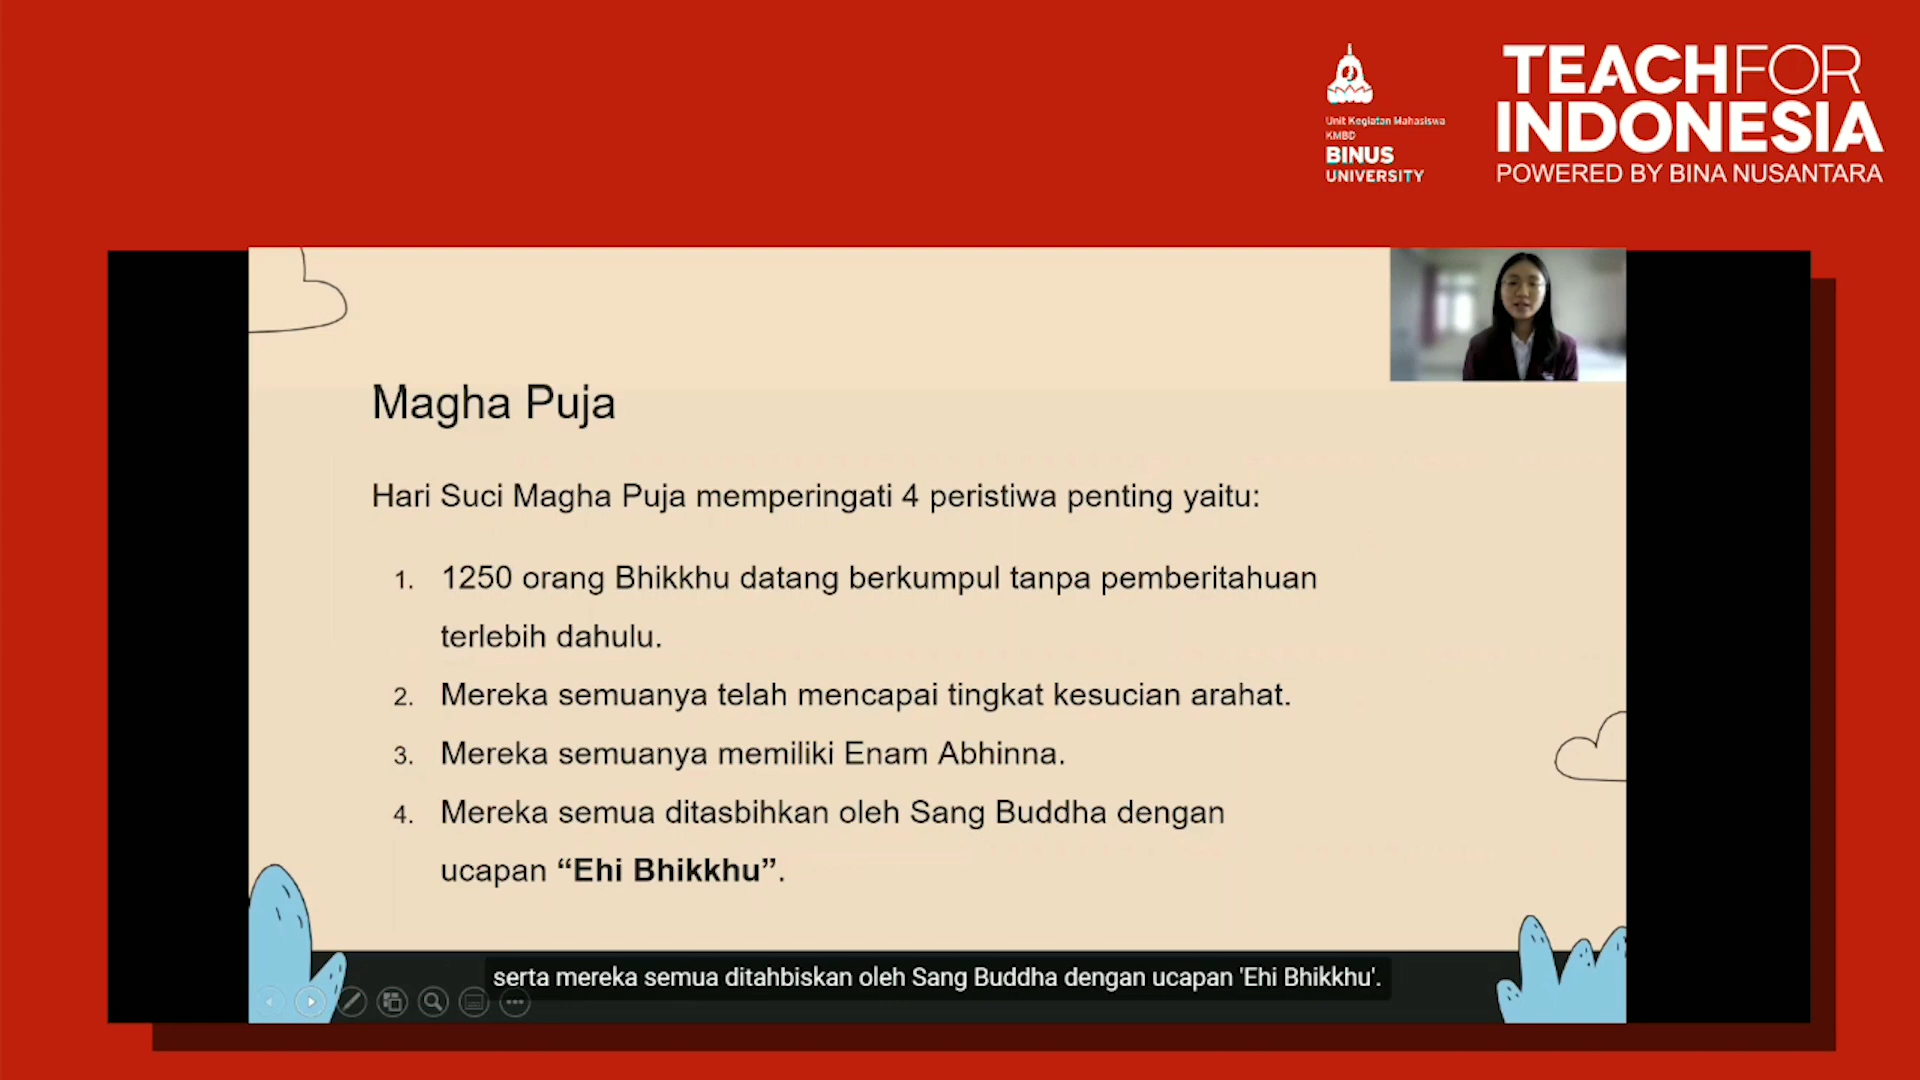 Unit Kegiatan Mahasiswa
KMBD
BINUS
UNIVERSITY
TEACHFOR
INDONESIA
POWERED BY BINA NUSANTARA
Magha Puja
Hari Suci Magha Puja memperingati 4 peristiwa penting yaitu:
1. 1250 orang Bhikkhu datang berkumpul tanpa pemberitahuan
terlebih dahulu.
2. Mereka semuanya telah mencapai tingkat kesucian arahat.
3. Mereka semuanya memiliki Enam Abhinna.
4. Mereka semua ditasbihkan oleh Sang Buddha dengan
ucapan “Ehi Bhikkhu”.
serta mereka semua ditahbiskan oleh Sang Buddha dengan ucapan 'Ehi Bhikkhu'.